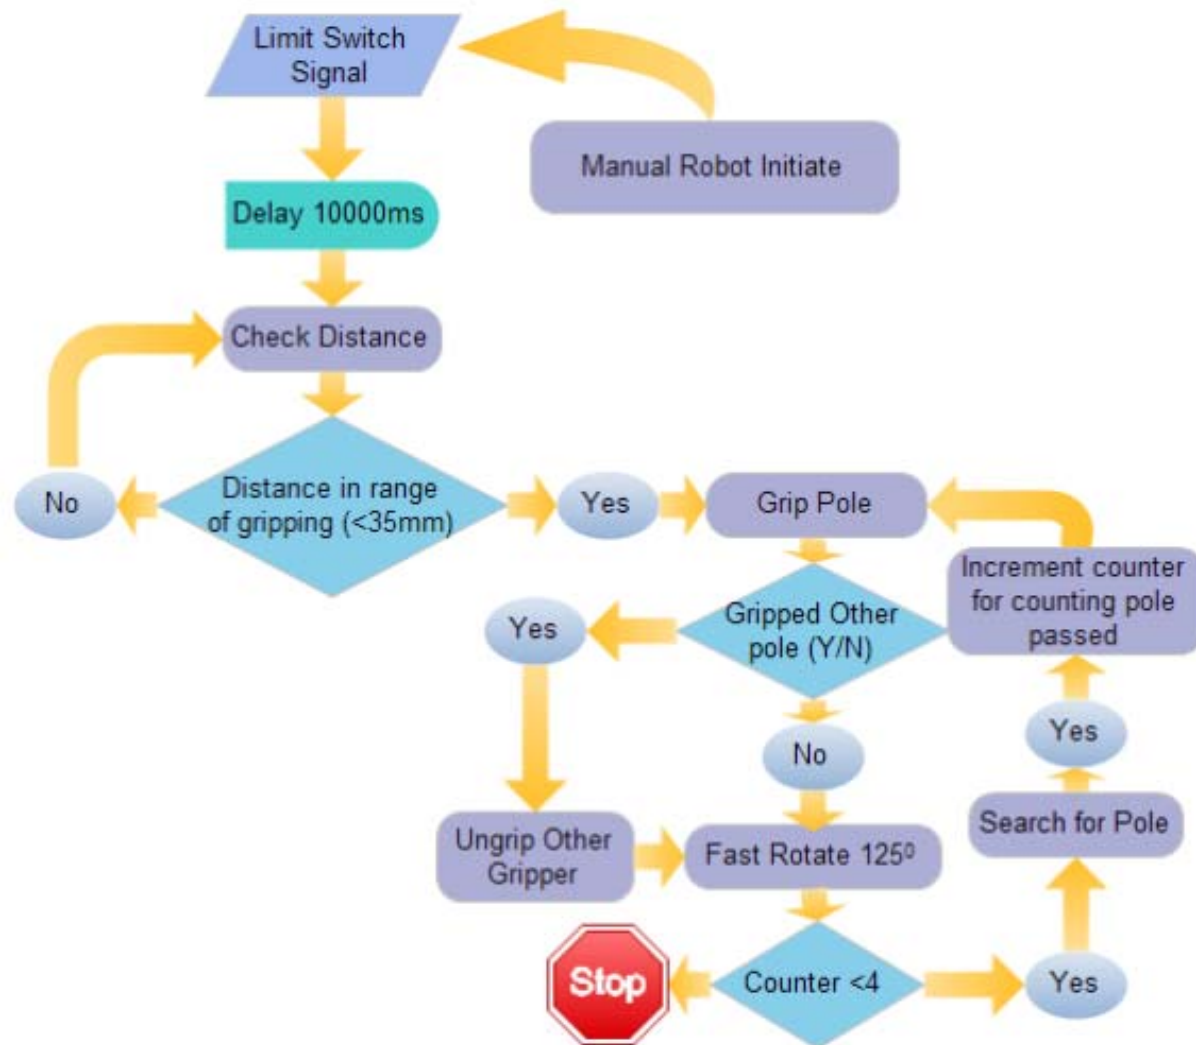 Limit Switch
Signal
Manual Robot Initiate
Delay 10000ms
Check Distance
Distance in range
of gripping (<35mm)
No
Yes
Grip Pole
Increment counter
for counting pole
passed
Gripped Other
pole (Y/N)
Yes
No
Yes
Search for Pole
Ungrip Other
Gripper
Fast Rotate 125⁰
Stop
Counter <4
Yes